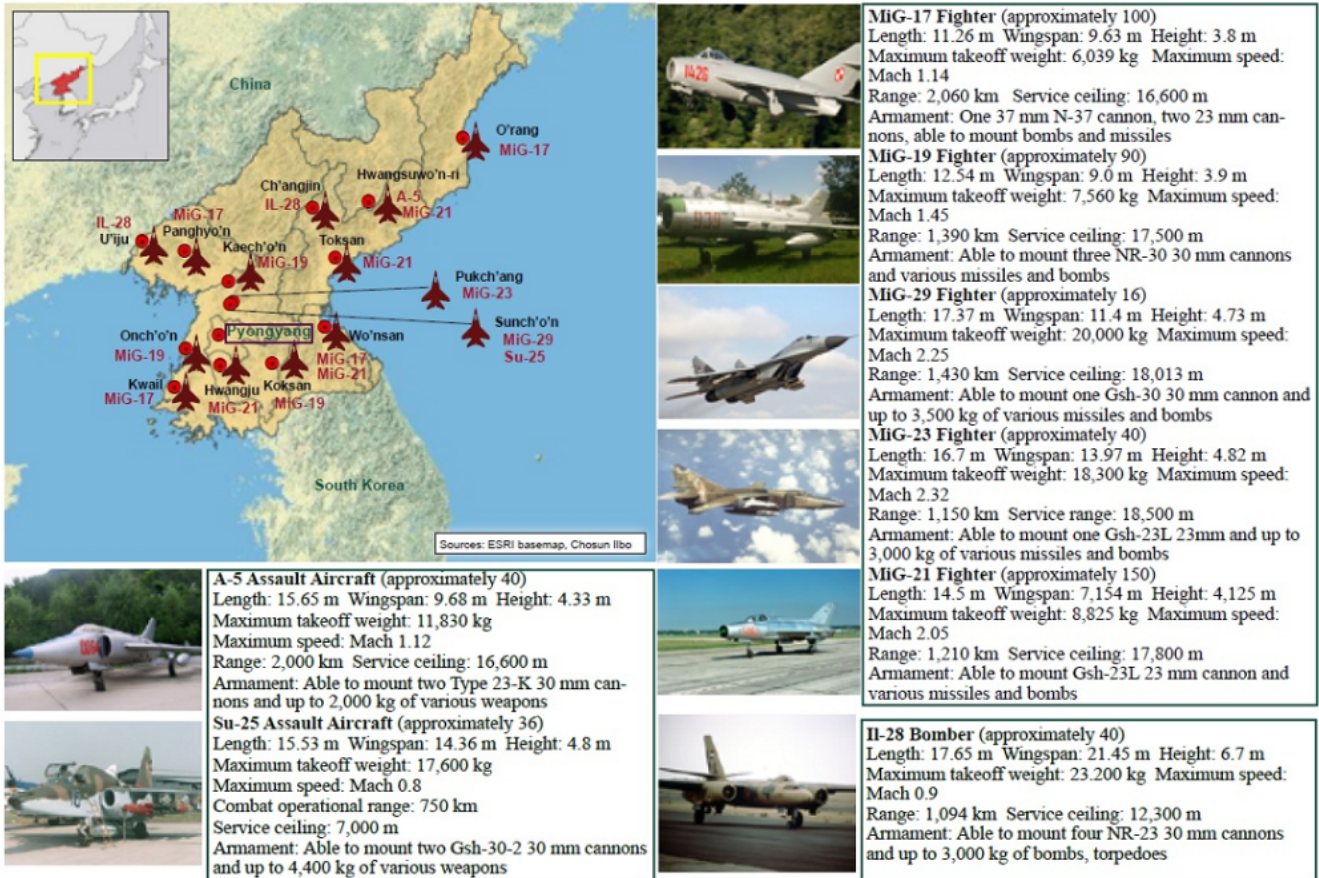 China
O'rang
MiG-17
Hwangsuwo'n-ri
A-5
MiG-21
Ch'angjin
IL-28
IL-28
U'iju
MiG-17
Panghyo'n
Kaech'o'n
MiG-19
Toksan
MiG-21
Pukch'ang
MiG-23
Sunch'o'n
MiG-29
Su-25
Pyongyang
Wo'nsan
MiG-17
MiG-21
Onch'o'n
MiG-19
Kwail
MiG-17
Hwangju
MiG-21
Koksan
MiG-19
South Korea
Sources: ESRI basemap, Chosun Ilbo
1426
MiG-17 Fighter (approximately 100)
Length: 11.26 m Wingspan: 9.63 m Height: 3.8 m
Maximum takeoff weight: 6,039 kg Maximum speed:
Mach 1.14
Range: 2,060 km Service ceiling: 16,600 m
Armament: One 37 mm N-37 cannon, two 23 mm can-
nons, able to mount bombs and missiles
MiG-19 Fighter (approximately 90)
Length: 12.54 m Wingspan: 9.0 m Height: 3.9 m
Maximum takeoff weight: 7,560 kg Maximum speed:
Mach 1.45
Range: 1,390 km Service ceiling: 17,500 m
Armament: Able to mount three NR-30 30 mm cannons
and various missiles and bombs
MiG-29 Fighter (approximately 16)
Length: 17.37 m Wingspan: 11.4 m Height: 4.73 m
Maximum takeoff weight: 20,000 kg Maximum speed:
Mach 2.25
Range: 1,430 km Service ceiling: 18,013 m
Armament: Able to mount one Gsh-30 30 mm cannon and
up to 3,500 kg of various missiles and bombs
MiG-23 Fighter (approximately 40)
Length: 16.7 m Wingspan: 13.97 m Height: 4.82 m
Maximum takeoff weight: 18,300 kg Maximum speed:
Mach 2.32
Range: 1,150 km Service range: 18,500 m
Armament: Able to mount one Gsh-23L 23mm and up to
3,000 kg of various missiles and bombs
MiG-21 Fighter (approximately 150)
Length: 14.5 m Wingspan: 7,154 m Height: 4,125 m
Maximum takeoff weight: 8,825 kg Maximum speed:
Mach 2.05
Range: 1,210 km Service ceiling: 17,800 m
Armament: Able to mount Gsh-23L 23 mm cannon and
various missiles and bombs
A-5 Assault Aircraft (approximately 40)
Length: 15.65 m Wingspan: 9.68 m Height: 4.33 m
Maximum takeoff weight: 11,830 kg
Maximum speed: Mach 1.12
Range: 2,000 km Service ceiling: 16,600 m
Armament: Able to mount two Type 23-K 30 mm can-
nons and up to 2,000 kg of various weapons
Su-25 Assault Aircraft (approximately 36)
Length: 15.53 m Wingspan: 14.36 m Height: 4.8 m
Maximum takeoff weight: 17,600 kg
Maximum speed: Mach 0.8
Combat operational range: 750 km
Service ceiling: 7,000 m
Armament: Able to mount two Gsh-30-2 30 mm cannons
and up to 4,400 kg of various weapons
Il-28 Bomber (approximately 40)
Length: 17.65 m Wingspan: 21.45 m Height: 6.7 m
Maximum takeoff weight: 23.200 kg Maximum speed:
Mach 0.9
Range: 1,094 km Service ceiling: 12,300 m
Armament: Able to mount four NR-23 30 mm cannons
and up to 3,000 kg of bombs, torpedoes